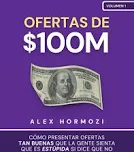 VOLUMEN I
OFERTAS DE
$100M
ALEX HORMOZI
CÓMO PRESENTAR OFERTAS
TAN BUENAS QUE LA GENTE SIENTA
QUE ES ESTÚPIDA SI DICE QUE NO